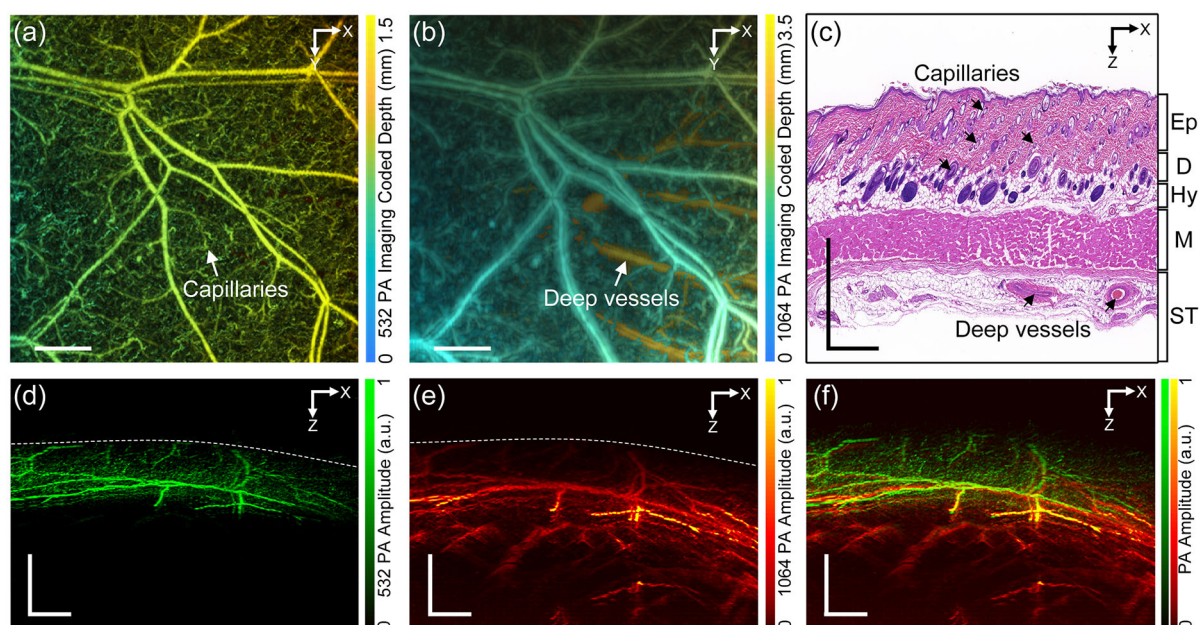 (a)
X
Y
Capillaries
0 532 PA Imaging Coded Depth (mm) 1.5
(b)
X
Y
Deep vessels
0 1064 PA Imaging Coded Depth (mm) 3.5
(c)
X
Z
Capillaries
Deep vessels
Ep
D
Hy
M
ST
(d)
X
Z
0 532 PA Amplitude (a.u.) 1
(e)
X
Z
0 1064 PA Amplitude (a.u.) 1
(f)
X
Z
0 PA Amplitude (a.u.) 1